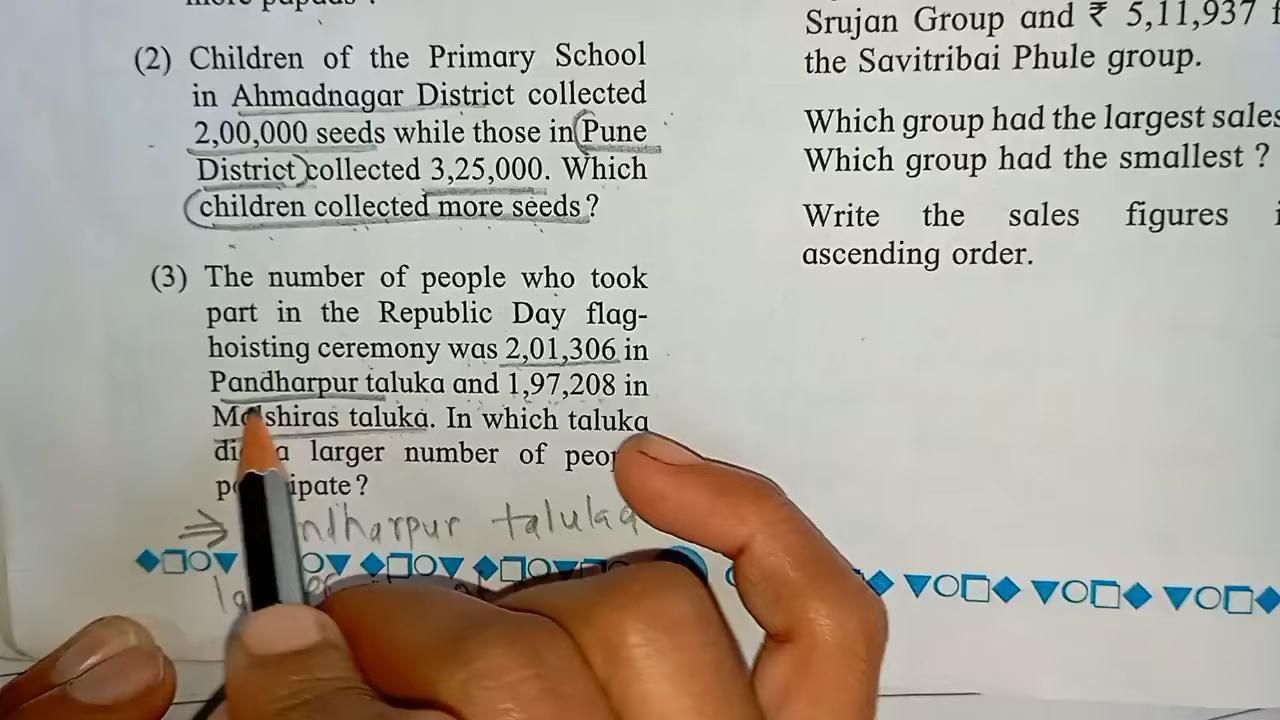 (2) Children of the Primary School
in Ahmadnagar District collected
2,00,000 seeds while those in Pune
District collected 3,25,000. Which
children collected more seeds?
(3) The number of people who took
part in the Republic Day flag-
hoisting ceremony was 2,01,306 in
Pandharpur taluka and 1,97,208 in
Malshiras taluka. In which taluka
a larger number of
ipate?
⇒ ndharpur taluka
Srujan Group and ₹ 5,11,937
the Savitribai Phule group.
Which group had the largest sales
Which group had the smallest ?
Write the sales figures
ascending order.